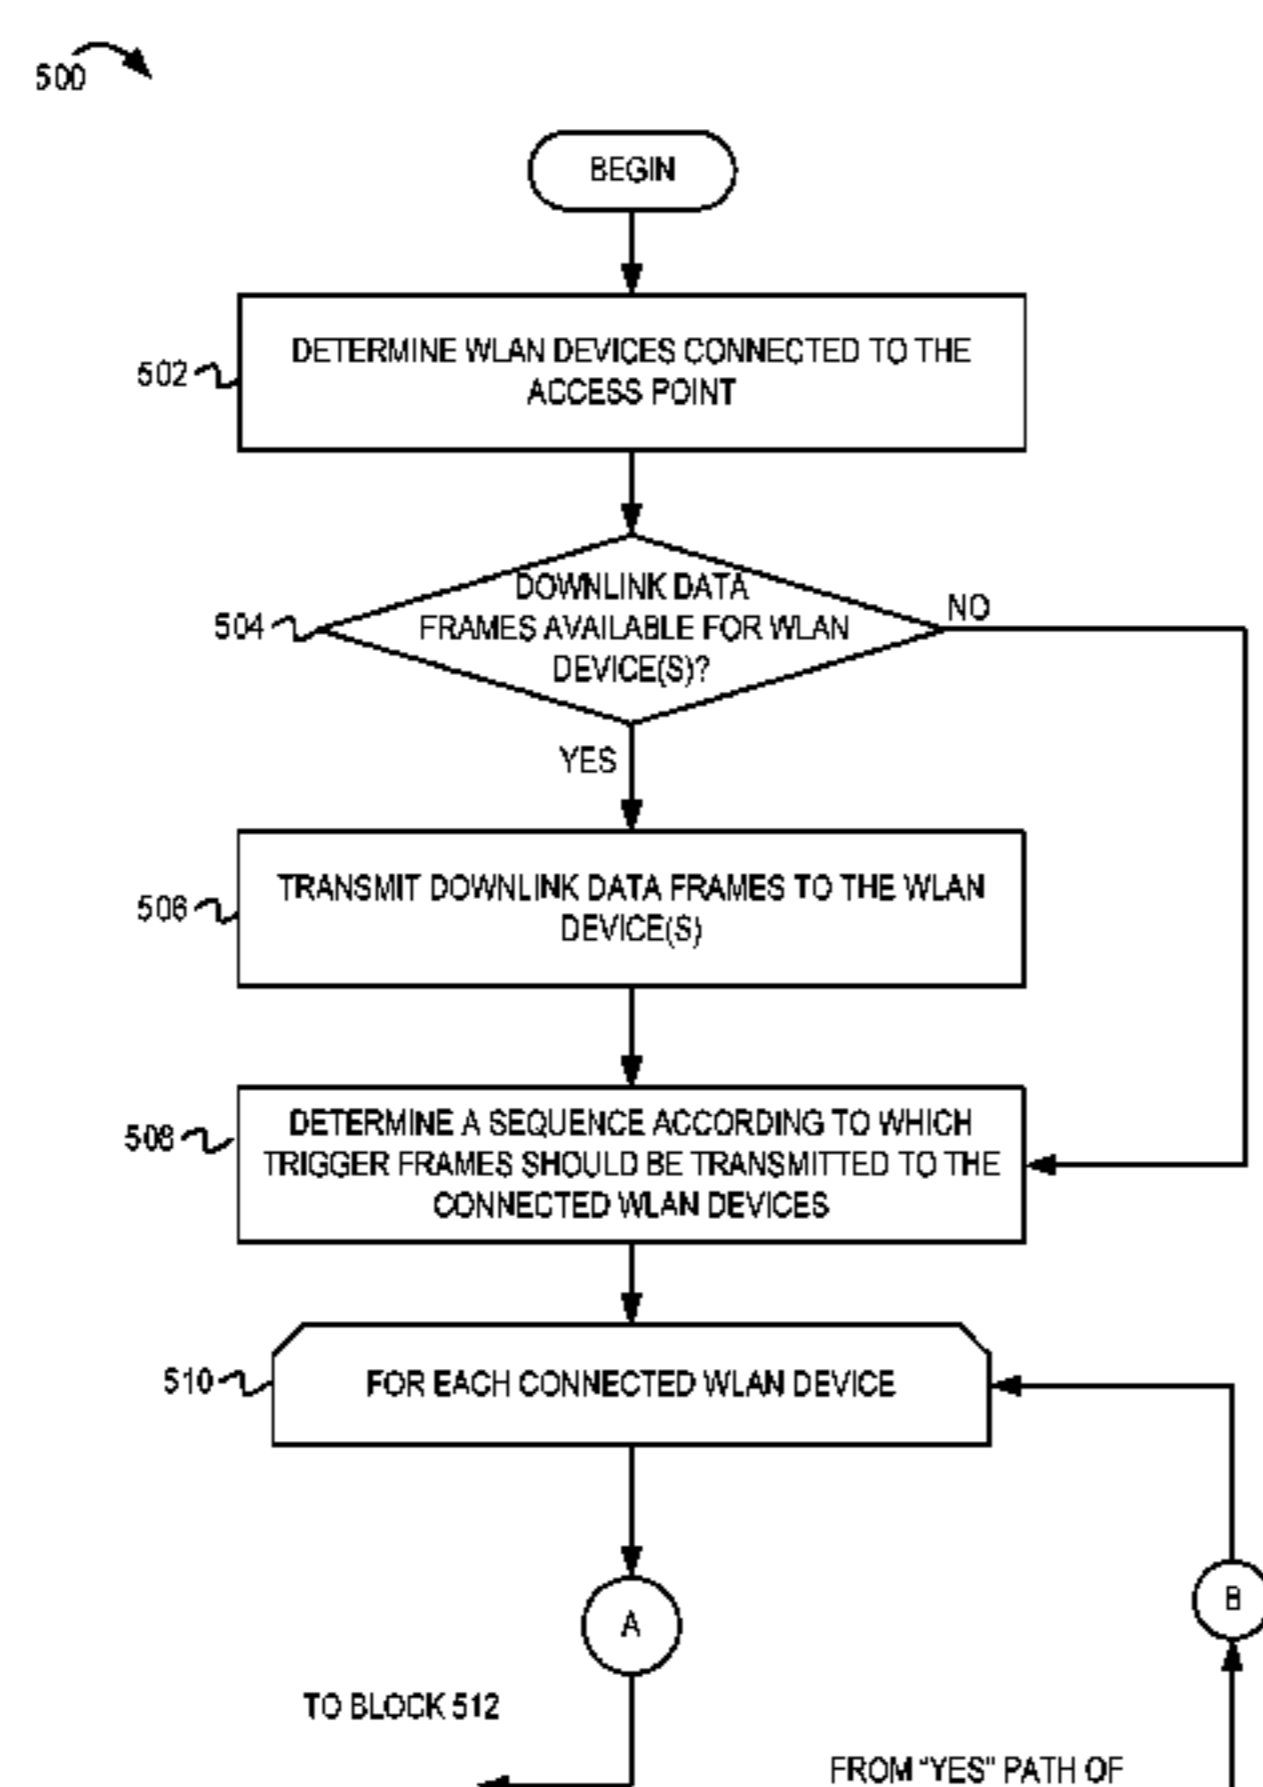 500
BEGIN
502
DETERMINE WLAN DEVICES CONNECTED TO THE
ACCESS POINT
504
DOWNLINK DATA
FRAMES AVAILABLE FOR WLAN
DEVICE(S)?
NO
YES
506
TRANSMIT DOWNLINK DATA FRAMES TO THE WLAN
DEVICE(S)
508
DETERMINE A SEQUENCE ACCORDING TO WHICH
TRIGGER FRAMES SHOULD BE TRANSMITTED TO THE
CONNECTED WLAN DEVICES
510
FOR EACH CONNECTED WLAN DEVICE
A
B
TO BLOCK 512
FROM "YES" PATH OF